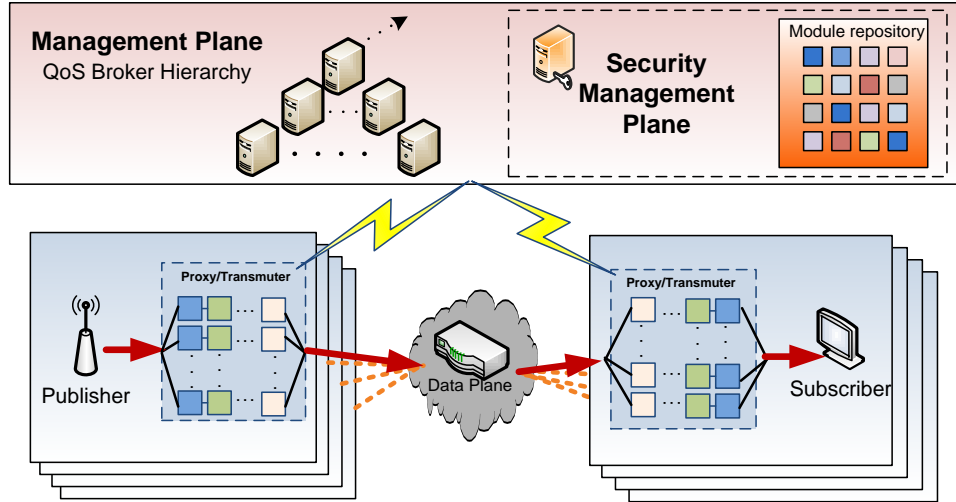 Management Plane
QoS Broker Hierarchy
Security
Management
Plane
Module repository
Proxy/Transmuter
Publisher
Data Plane
Proxy/Transmuter
Subscriber